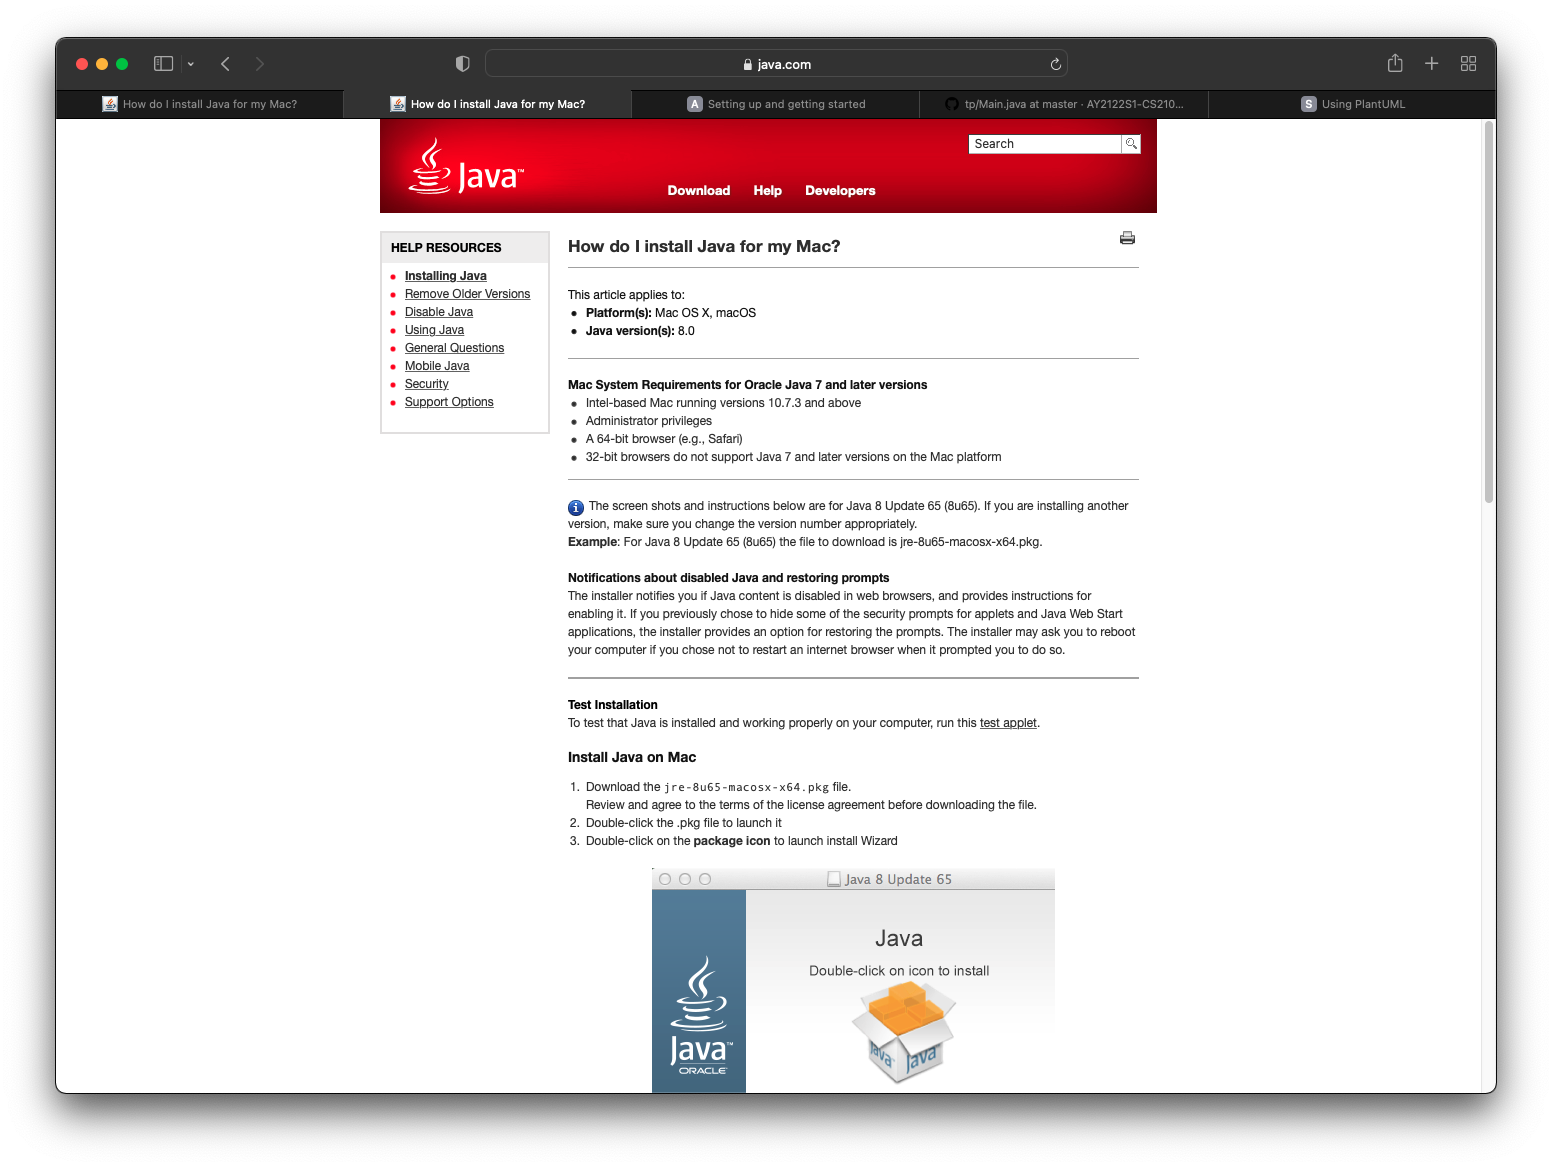 java.com
How do I install Java for my Mac?
How do I install Java for my Mac?
A Setting up and getting started
tp/Main.java at master · AY2122S1-CS210...
S Using PlantUML
Java™
Search
Download Help Developers
HELP RESOURCES
Installing Java
Remove Older Versions
Disable Java
Using Java
General Questions
Mobile Java
Security
Support Options
How do I install Java for my Mac?
This article applies to:
Platform(s): Mac OS X, macOS
Java version(s): 8.0
Mac System Requirements for Oracle Java 7 and later versions
Intel-based Mac running versions 10.7.3 and above
Administrator privileges
A 64-bit browser (e.g., Safari)
32-bit browsers do not support Java 7 and later versions on the Mac platform
The screen shots and instructions below are for Java 8 Update 65 (8u65). If you are installing another
version, make sure you change the version number appropriately.
Example: For Java 8 Update 65 (8u65) the file to download is jre-8u65-macosx-x64.pkg.
Notifications about disabled Java and restoring prompts
The installer notifies you if Java content is disabled in web browsers, and provides instructions for
enabling it. If you previously chose to hide some of the security prompts for applets and Java Web Start
applications, the installer provides an option for restoring the prompts. The installer may ask you to reboot
your computer if you chose not to restart an internet browser when it prompted you to do so.
Test Installation
To test that Java is installed and working properly on your computer, run this test applet.
Install Java on Mac
1. Download the jre-8u65-macosx-x64.pkg file.
Review and agree to the terms of the license agreement before downloading the file.
2. Double-click the .pkg file to launch it
3. Double-click on the package icon to launch install Wizard
Java 8 Update 65
Java
Double-click on icon to install
Java™
ORACLE
Java Java